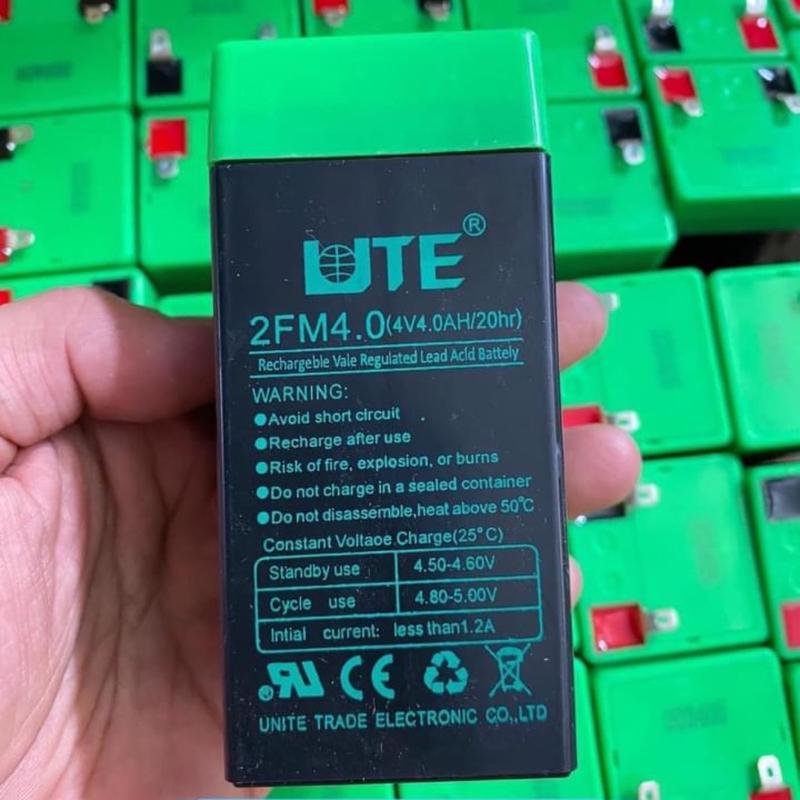 UTE®
2FM4.0(4V4.0AH/20hr)
Rechargeble Vale Regulated Lead Acid Battely
WARNING:
●Avoid short circuit
●Recharge after use
●Risk of fire, explosion, or burns
●Do not charge in a sealed container
●Do not disassemble,heat above 50°C
Constant Voltaoe Charge(25°C)
Standby use 4.50-4.60V
Cycle use 4.80-5.00V
Intial current: less than1.2A
RU CE
UNITE TRADE ELECTRONIC CO.,LTD